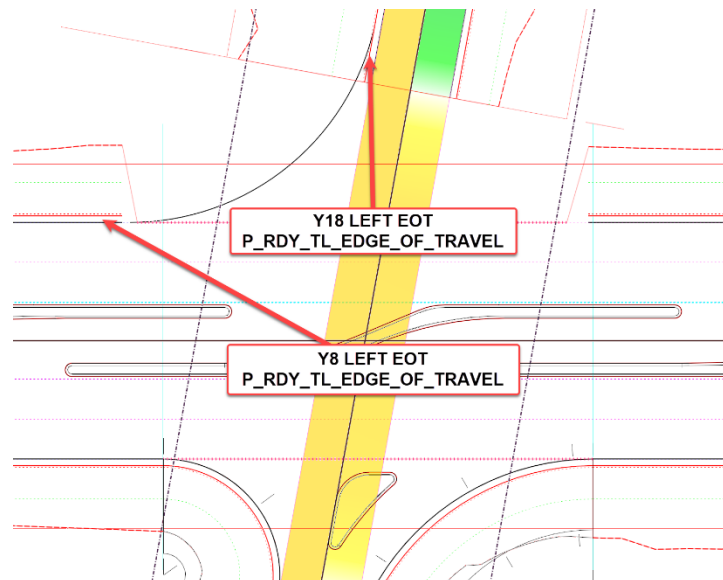 Y18 LEFT EOT
P_RDY_TL_EDGE_OF_TRAVEL
Y8 LEFT EOT
P_RDY_TL_EDGE_OF_TRAVEL